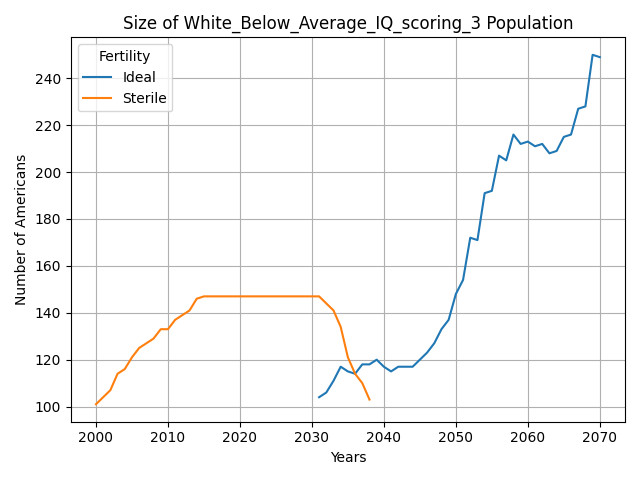 Size of White_Below_Average_IQ_scoring_3 Population
Fertility
Ideal
Sterile
Number of Americans
240
220
200
180
160
140
120
100
2000 2010 2020 2030 2040 2050 2060 2070
Years